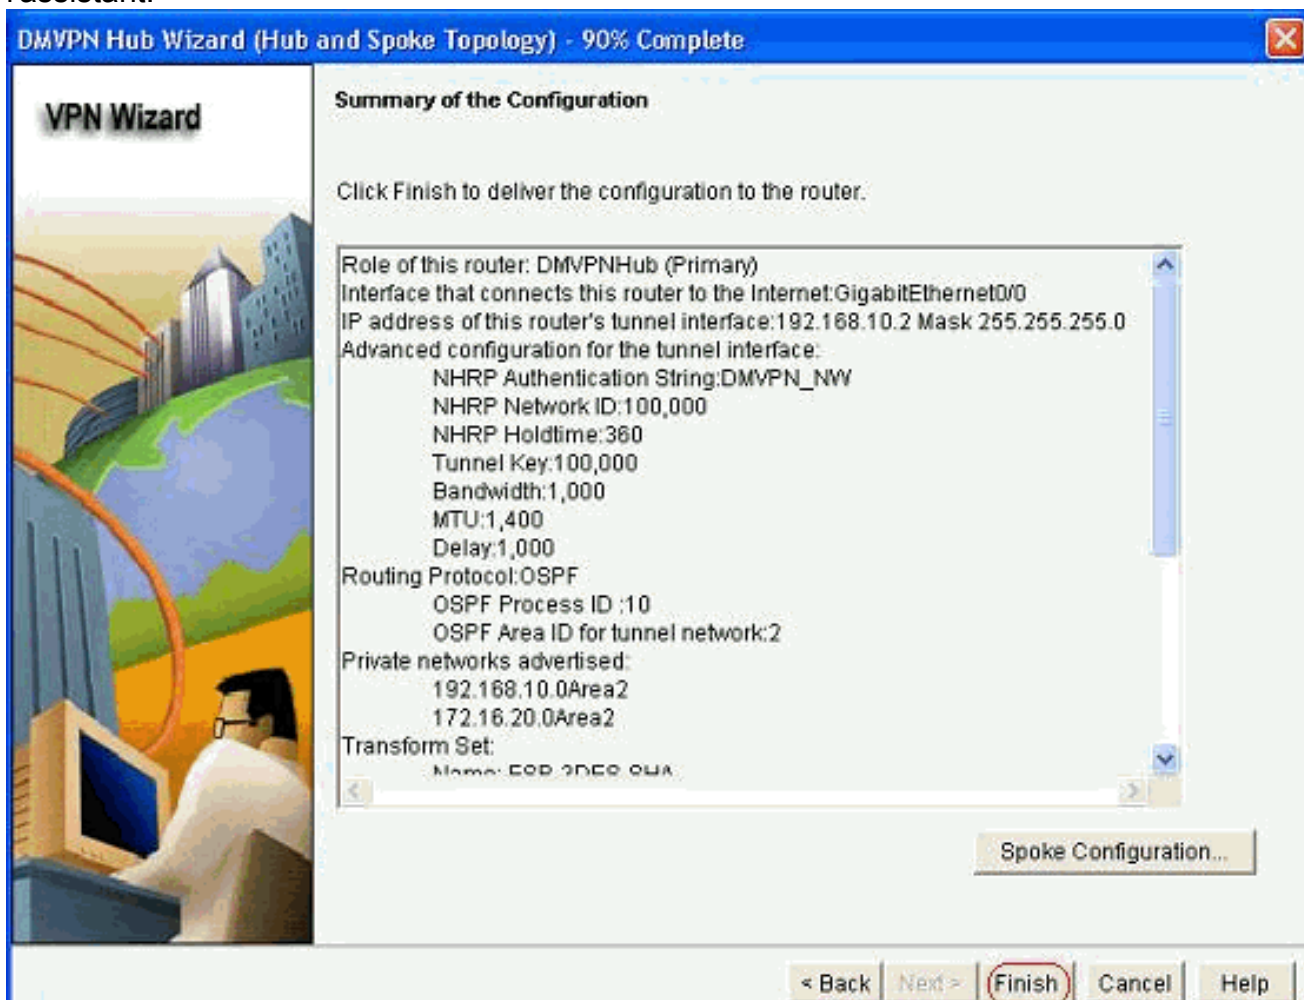 l'assistant.
DMVPN Hub Wizard (Hub and Spoke Topology) - 90% Complete
VPN Wizard
Summary of the Configuration
Click Finish to deliver the configuration to the router.
Role of this router: DMVPNHub (Primary)
Interface that connects this router to the Internet:GigabitEthernet0/0
IP address of this router's tunnel interface:192.168.10.2 Mask 255.255.255.0
Advanced configuration for the tunnel interface:
NHRP Authentication String:DMVPN_NW
NHRP Network ID:100,000
NHRP Holdtime:360
Tunnel Key:100,000
Bandwidth:1,000
MTU:1,400
Delay:1,000
Routing Protocol:OSPF
OSPF Process ID :10
OSPF Area ID for tunnel network:2
Private networks advertised:
192.168.10.0Area2
172.16.20.0Area2
Transform Set:
Name: ESP-3DES-SHA
Spoke Configuration...
< Back Next > Finish Cancel Help